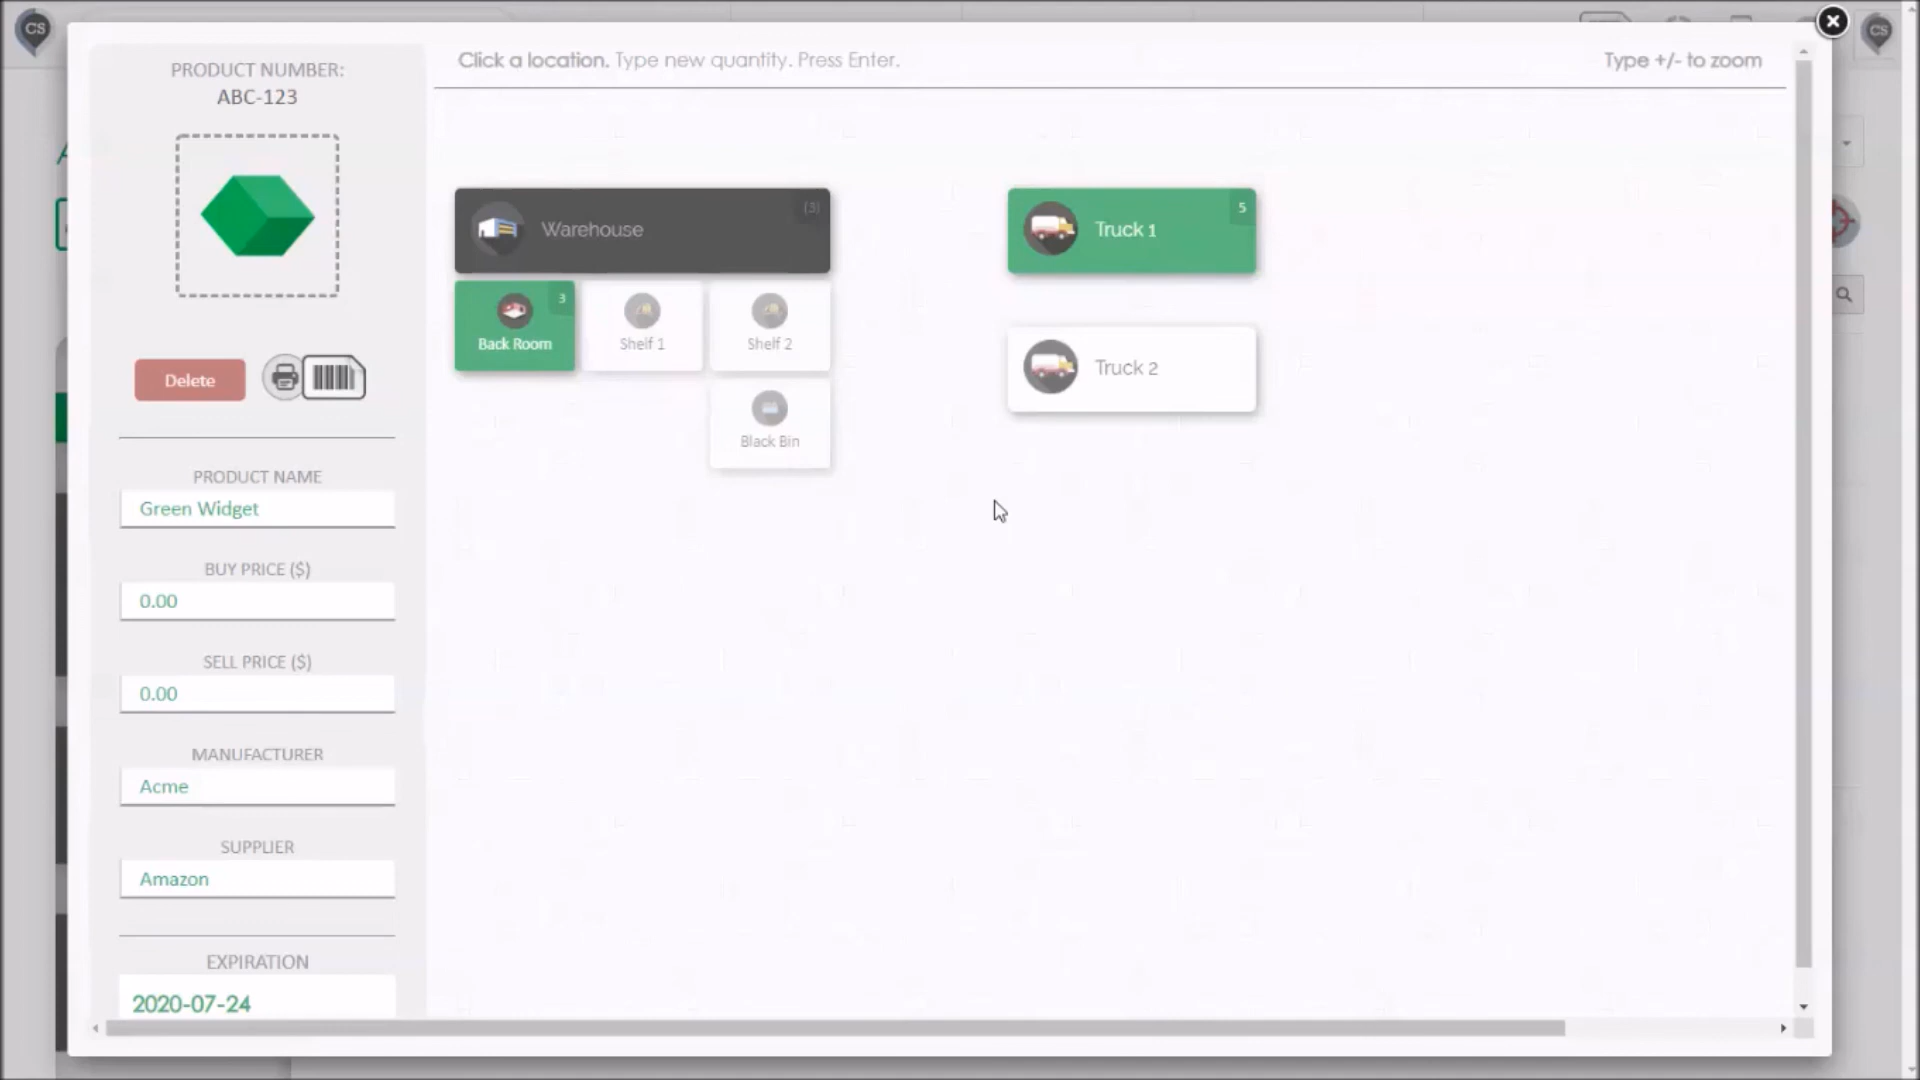 CS
CS
PRODUCT NUMBER:
ABC-123
Delete
PRODUCT NAME
Green Widget
BUY PRICE ($)
0.00
SELL PRICE ($)
0.00
MANUFACTURER
Acme
SUPPLIER
Amazon
EXPIRATION
2020-07-24
Click a location. Type new quantity. Press Enter.
Type +/- to zoom
Warehouse
(3)
Back Room
3
Shelf 1
Shelf 2
Black Bin
Truck 1
5
Truck 2